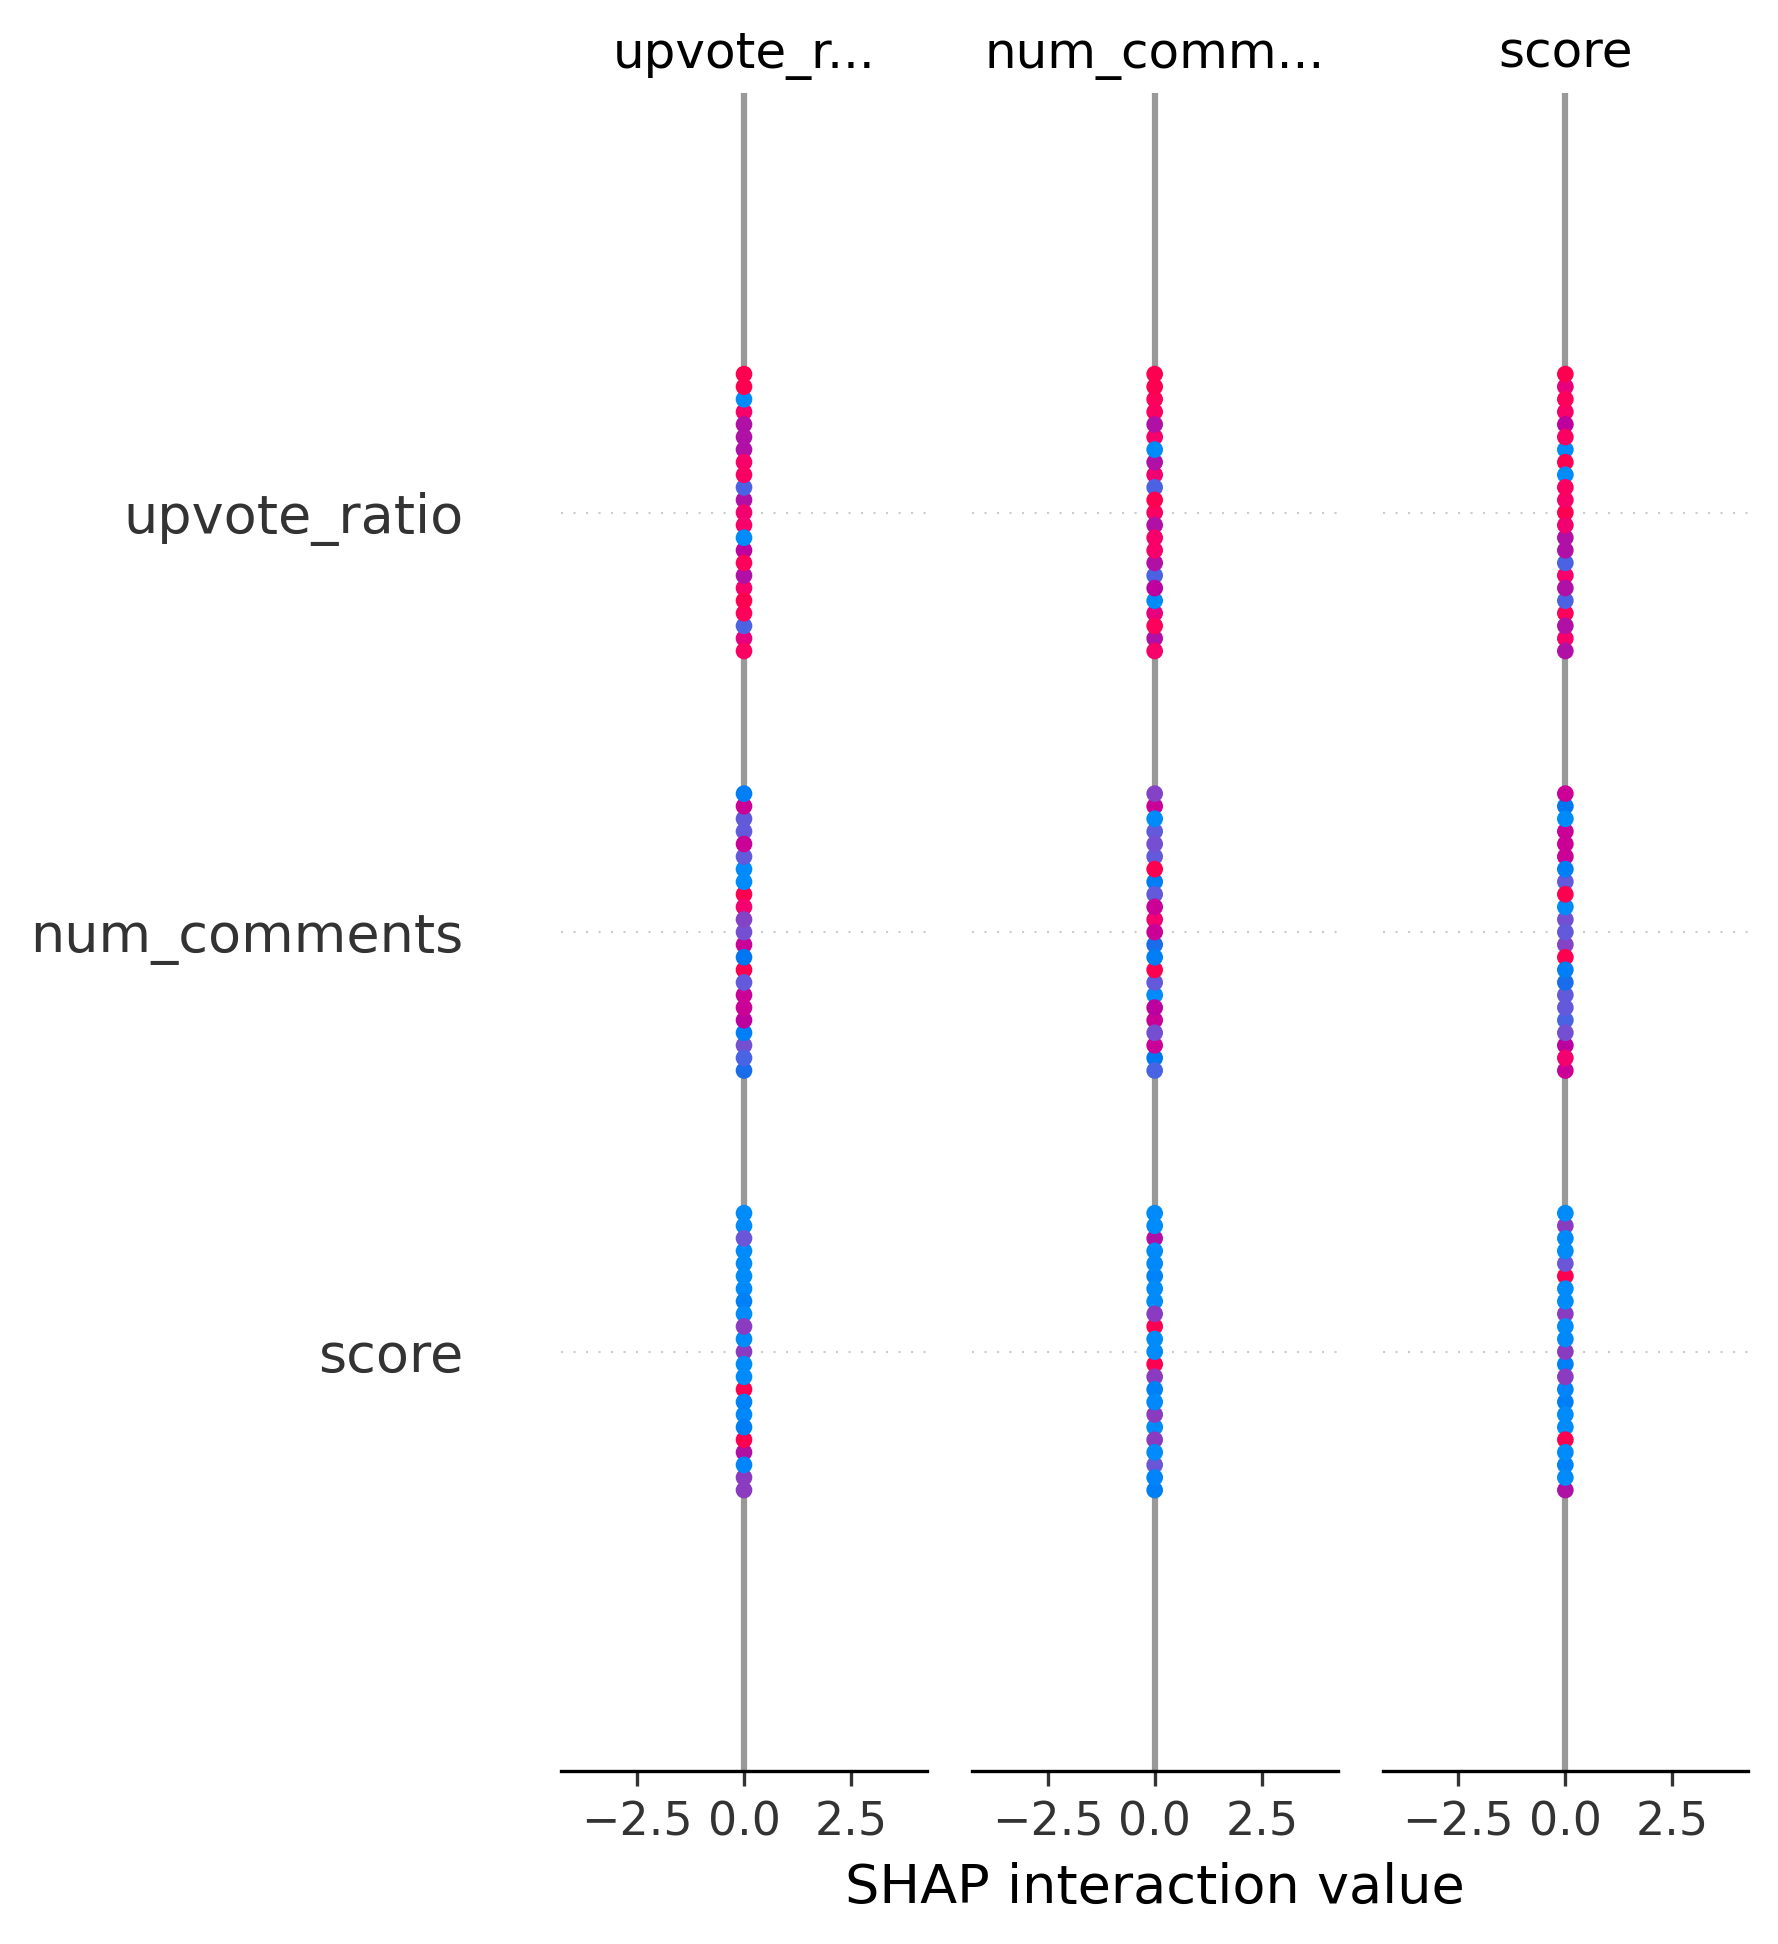 upvote_r... num_comm... score
upvote_ratio
num_comments
score
−2.5 0.0 2.5 −2.5 0.0 2.5 −2.5 0.0 2.5
SHAP interaction value